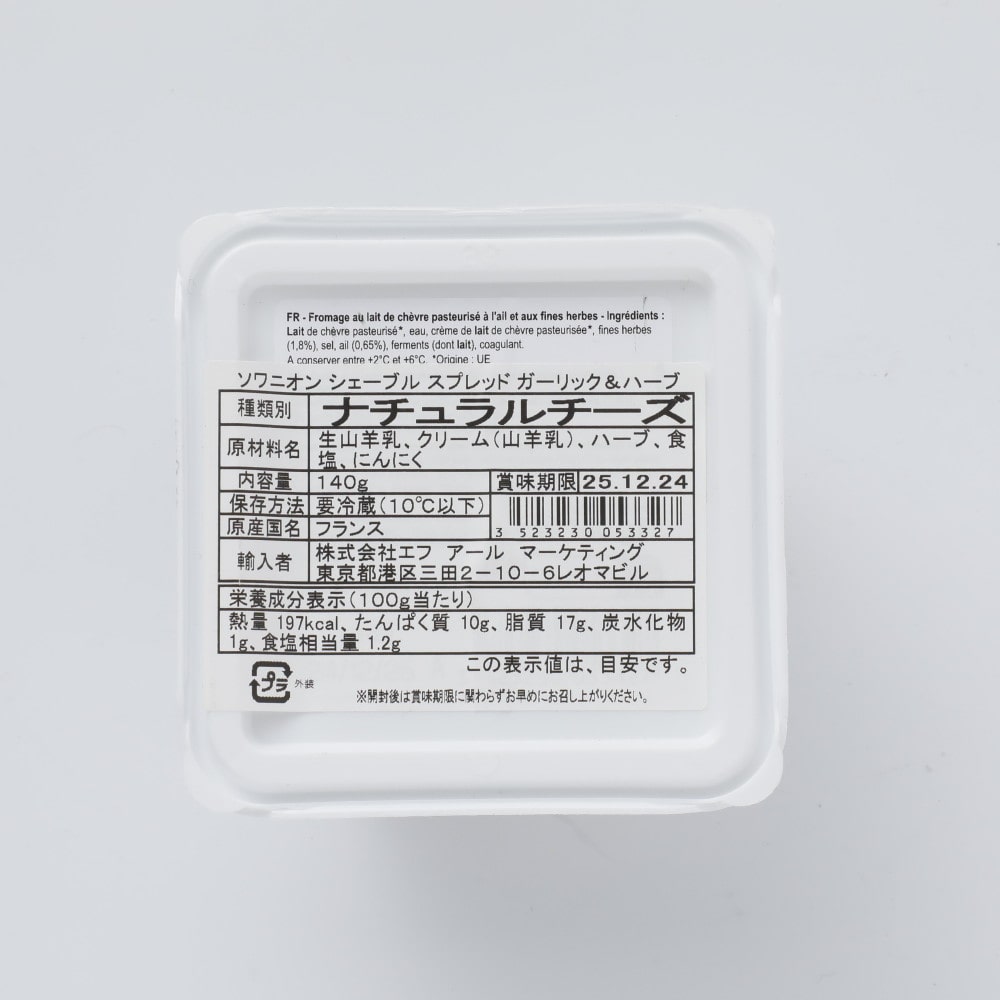 FR - Fromage au lait de chèvre pasteurisé à l'ail et aux fines herbes - Ingrédients :
Lait de chèvre pasteurisé*, eau, crème de lait de chèvre pasteurisée*, fines herbes
(1,8%), sel, ail (0,65%), ferments (dont lait), coagulant.
A conserver entre +2°C et +6°C. *Origine : UE
ソワニオン シェーブル スプレッド ガーリック＆ハーブ
種類別 ナチュラルチーズ
原材料名 生山羊乳、クリーム（山羊乳）、ハーブ、食
塩、にんにく
内容量 140g 賞味期限 25.12.24
保存方法 要冷蔵（10℃以下）
原産国名 フランス 3 523230 053327
輸入者 株式会社エフ アール マーケティング
東京都港区三田2－10－6レオマビル
栄養成分表示（100g当たり）
熱量 197kcal、たんぱく質 10g、脂質 17g、炭水化物
1g、食塩相当量 1.2g
この表示値は、目安です。
プラ 外装
※開封後は賞味期限に関わらずお早めにお召し上がりください。